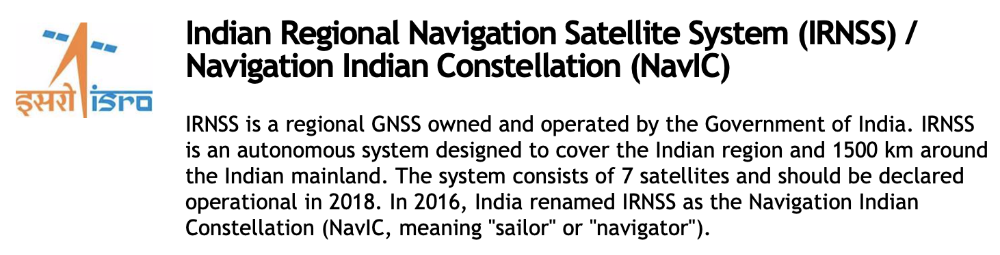 Indian Regional Navigation Satellite System (IRNSS) /
Navigation Indian Constellation (NavIC)
इसरो isro
IRNSS is a regional GNSS owned and operated by the Government of India. IRNSS
is an autonomous system designed to cover the Indian region and 1500 km around
the Indian mainland. The system consists of 7 satellites and should be declared
operational in 2018. In 2016, India renamed IRNSS as the Navigation Indian
Constellation (NavIC, meaning "sailor" or "navigator").